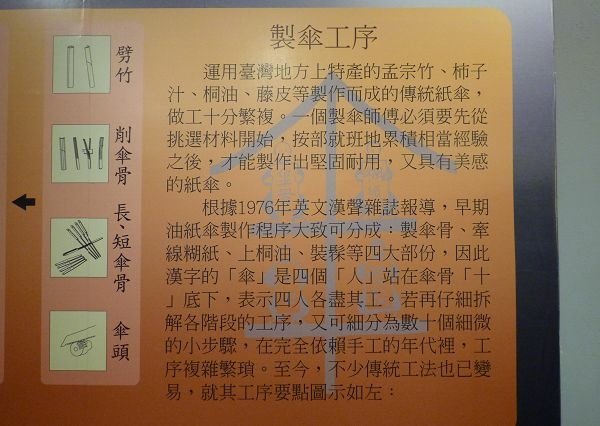 製傘工序
運用臺灣地方上特產的孟宗竹、柿子
汁、桐油、藤皮等製作而成的傳統紙傘，
做工十分繁複。一個製傘師傅必須要先從
挑選材料開始，按部就班地累積相當經驗
之後，才能製作出堅固耐用，又具有美感
的紙傘。
根據1976年英文漢聲雜誌報導，早期
油紙傘製作程序大致可分成：製傘骨、牽
線糊紙、上桐油、裝髹等四大部份，因此
漢字的「傘」是四個「人」站在傘骨「十
」底下，表示四人各盡其工。若再仔細拆
解各階段的工序，又可細分為數十個細微
的小步驟，在完全依賴手工的年代裡，工
序複雜繁瑣。至今，不少傳統工法也已變
易，就其工序要點圖示如左：
劈竹
削傘骨
長、短傘骨
傘頭